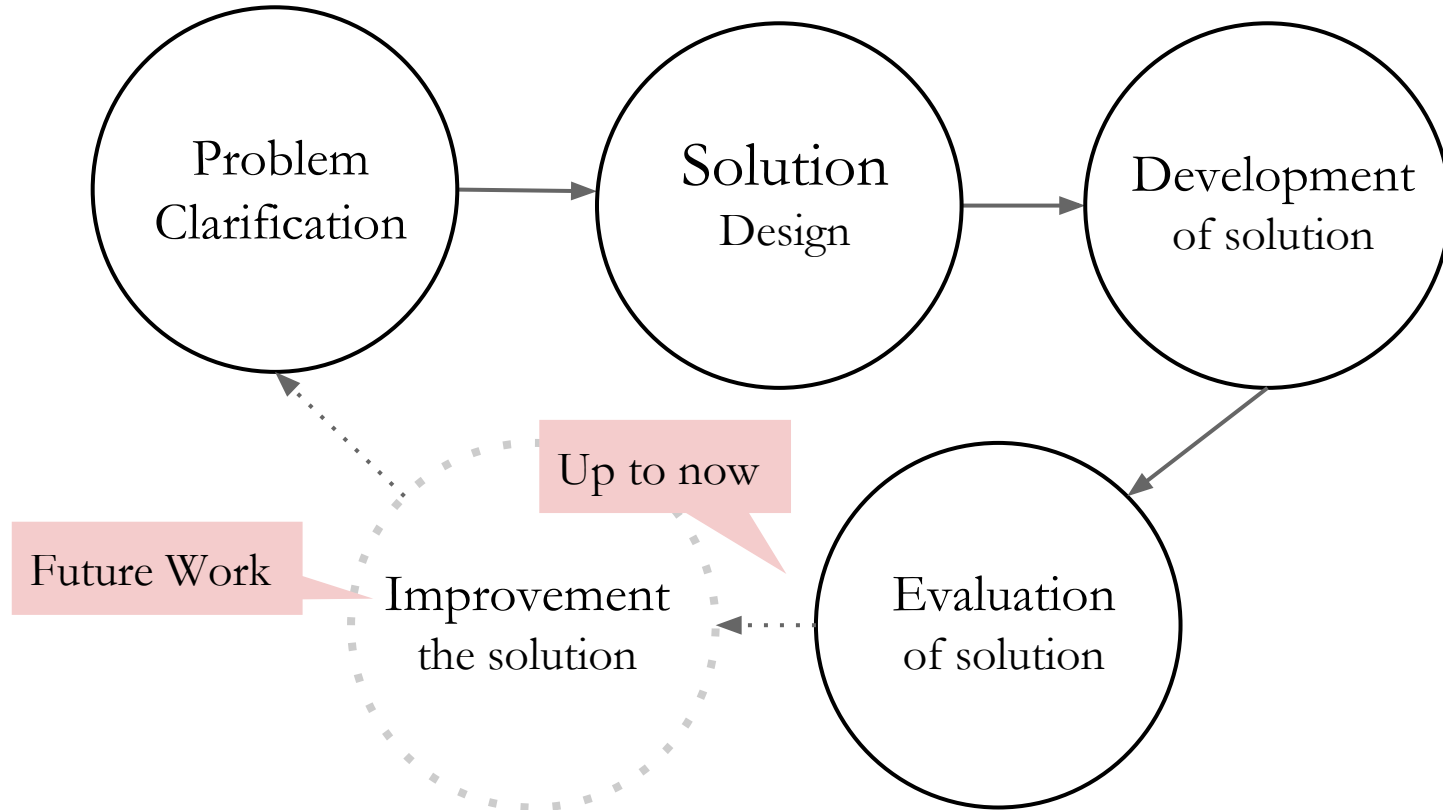 Problem
Clarification
Solution
Design
Development
of solution
Up to now
Future Work
Improvement
the solution
Evaluation
of solution